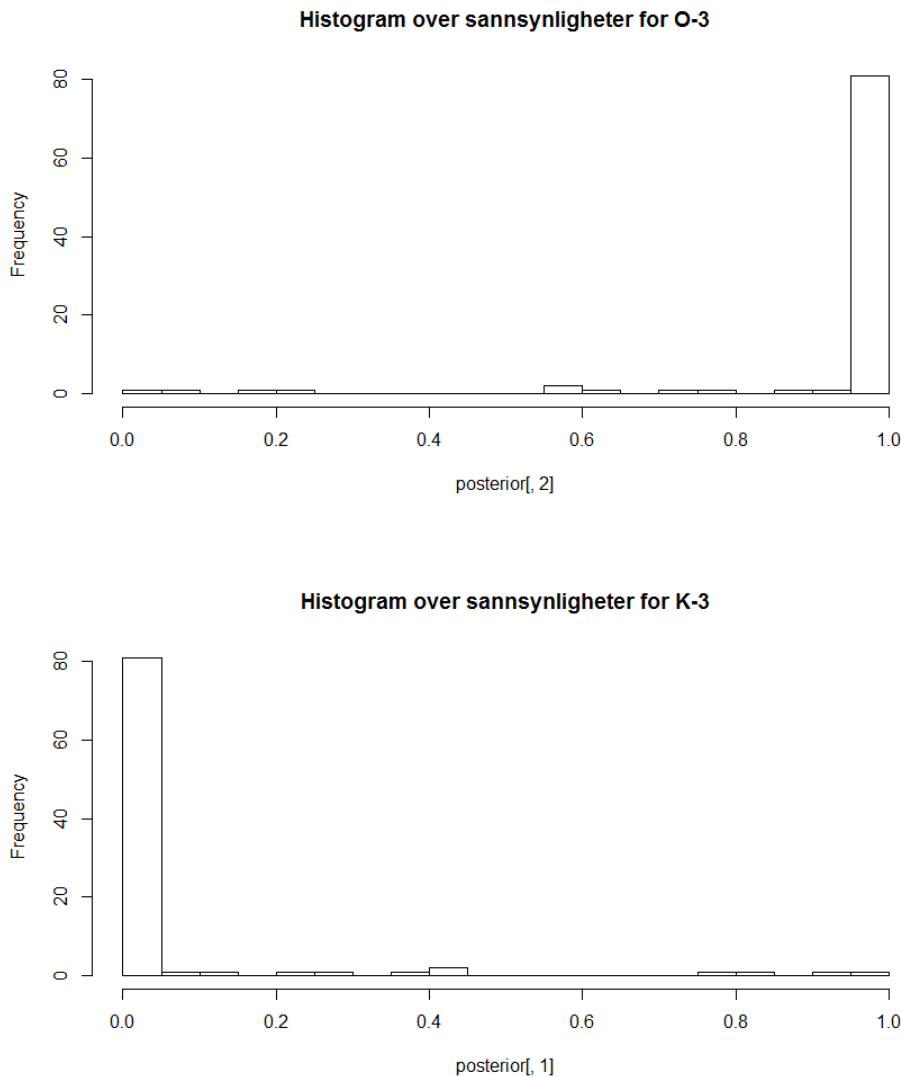 Histogram over sannsynligheter for O-3
Frequency
80
60
40
20
0
0.0 0.2 0.4 0.6 0.8 1.0
posterior[, 2]
Histogram over sannsynligheter for K-3
Frequency
80
60
40
20
0
0.0 0.2 0.4 0.6 0.8 1.0
posterior[, 1]